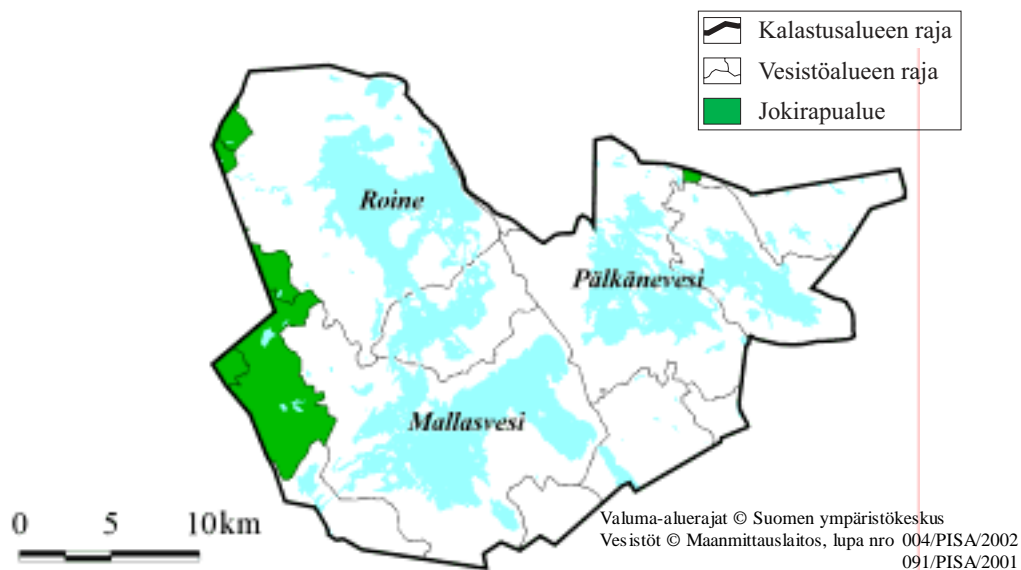 Kalastusalueen raja
Vesistöalueen raja
Jokirapualue
Roine
Pälkänevesi
Mallasvesi
0 5 10km
Valuma-aluerajat © Suomen ympäristökeskus
Vesistöt © Maanmittauslaitos, lupa nro 004/PISA/2002
091/PISA/2001